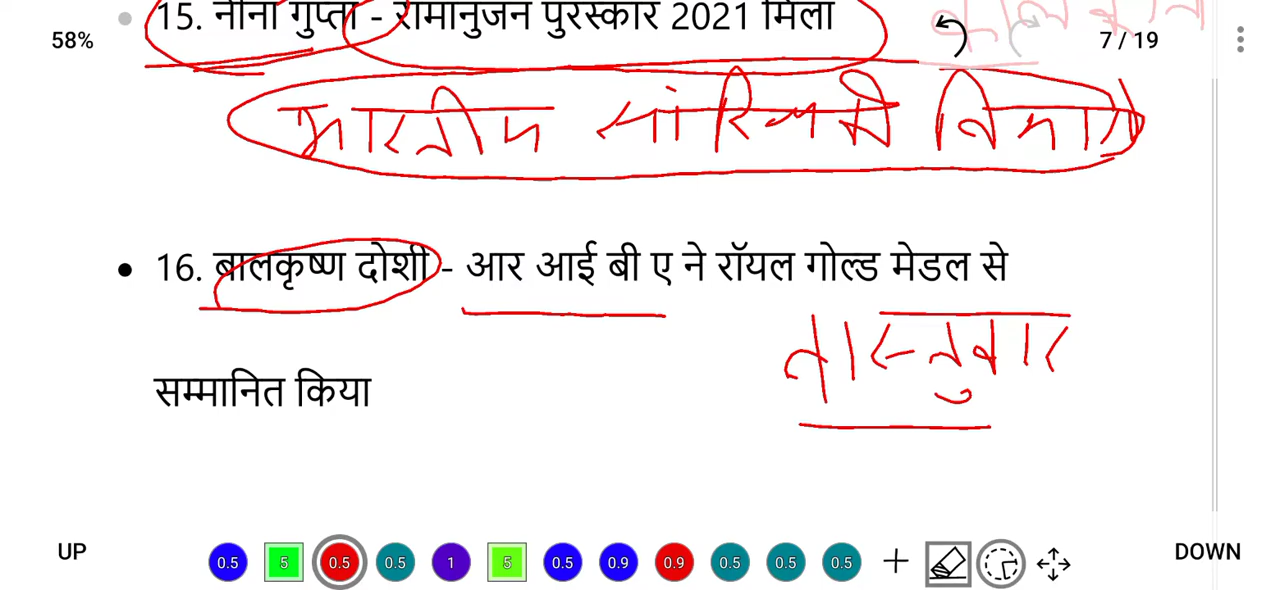 15. नीना गुप्ता - रामानुजन पुरस्कार 2021 मिला
58%
7 / 19
भारतीय सांख्यिकी विभाग
• 16. बालकृष्ण दोशी - आर आई बी ए ने रॉयल गोल्ड मेडल से
वास्तुकार
सम्मानित किया
UP
0.5 5 0.5 0.5 1 5 0.5 0.9 0.9 0.5 0.5 0.5
DOWN